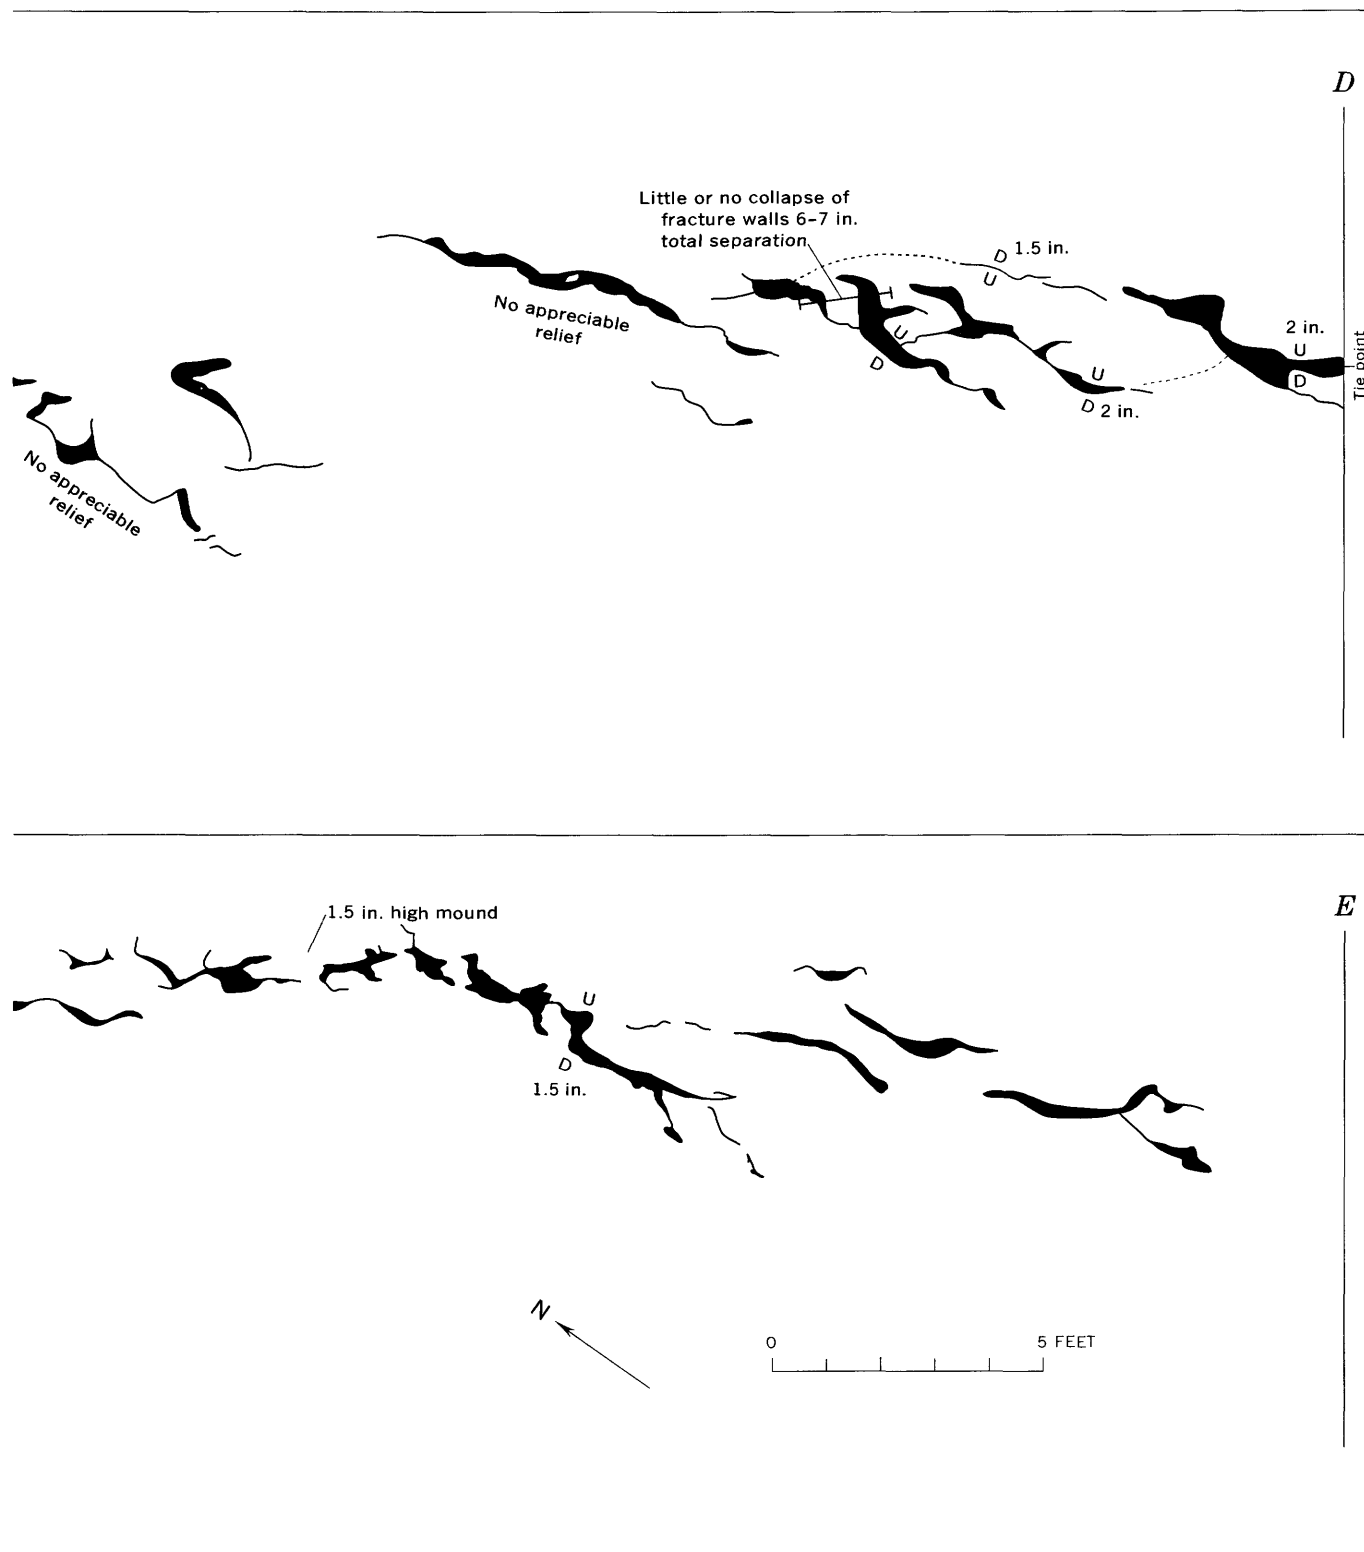 D
Little or no collapse of
fracture walls 6–7 in.
total separation
D 1.5 in.
U
No appreciable
relief
2 in.
U
D
Tie point
U
D
U
D 2 in.
No appreciable
relief
E
1.5 in. high mound
U
D
1.5 in.
N
0
5 FEET